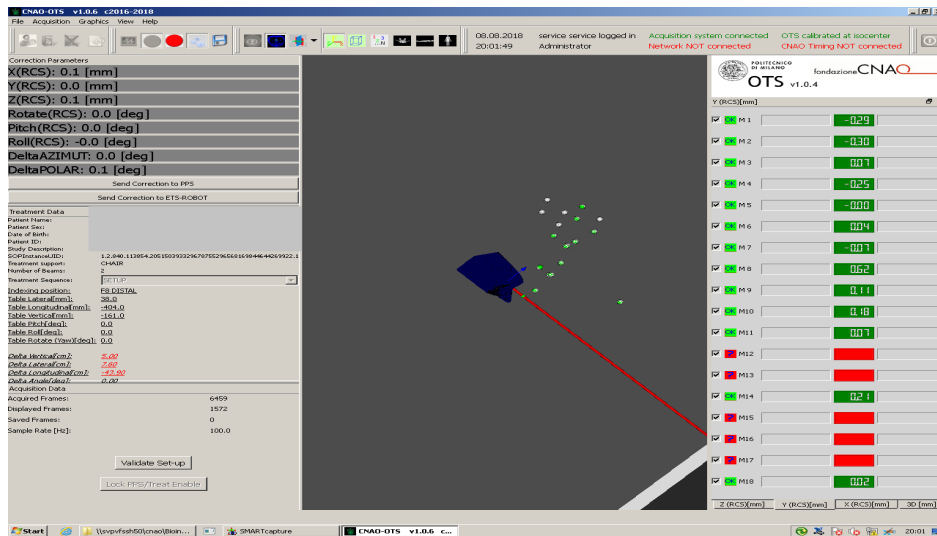 CNAO-OTS v1.0.6 c2016-2018
File Acquisition Graphics View Help
08.08.2018 service service logged in Acquisition system connected OTS calibrated at isocenter
20:01:49 Administrator Network NOT connected CNAO Timing NOT connected
Correction Parameters
X(RCS): 0.1 [mm]
Y(RCS): 0.0 [mm]
Z(RCS): 0.1 [mm]
Rotate(RCS): 0.0 [deg]
Pitch(RCS): 0.0 [deg]
Roll(RCS): -0.0 [deg]
DeltaAZIMUT: 0.0 [deg]
DeltaPOLAR: 0.1 [deg]
Send Correction to PPS
Send Correction to ETS-ROBOT
Treatment Data
Patient Name:
Patient Sex:
Date of Birth:
Patient ID:
Study Description:
SOPInstanceUID:
Treatment support: CHAIR
Number of Beams: 2
Treatment Sequence: SETUP
Indexing position: F8 DISTAL
Table Lateral[mm]: 38.0
Table Longitudinal[mm]: -404.0
Table Vertical[mm]: -161.0
Table Pitch[deg]: 0.0
Table Roll[deg]: 0.0
Table Rotate (Yaw)[deg]: 0.0
Delta Vertical[cm]: 5.00
Delta Lateral[cm]: 7.80
Delta Longitudinal[cm]: -43.90
Delta Angle[deg]: 0.00
Acquisition Data
Acquired Frames: 6459
Displayed Frames: 1572
Saved Frames: 0
Sample Rate [Hz]: 100.0
Validate Set-up
Lock PPS/Treat Enable
POLITECNICO
DI MILANO
fondazioneCNAO
OTS v1.0.4
Y (RCS)[mm]
OK M 1 -0.29
OK M 2 -0.30
OK M 3 0.07
OK M 4 -0.25
OK M 5 -0.00
OK M 6 0.04
OK M 7 -0.07
OK M 8 0.62
OK M 9 0.11
OK M10 0.18
OK M11 0.07
? M12
? M13
OK M14 0.21
? M15
? M16
? M17
OK M18 0.02
Z (RCS)[mm] Y (RCS)[mm] X (RCS)[mm] 3D [mm]
Start \\svpvfssh50\cnao\Bioin... SMARTcapture CNAO-OTS v1.0.6 c... 20:01